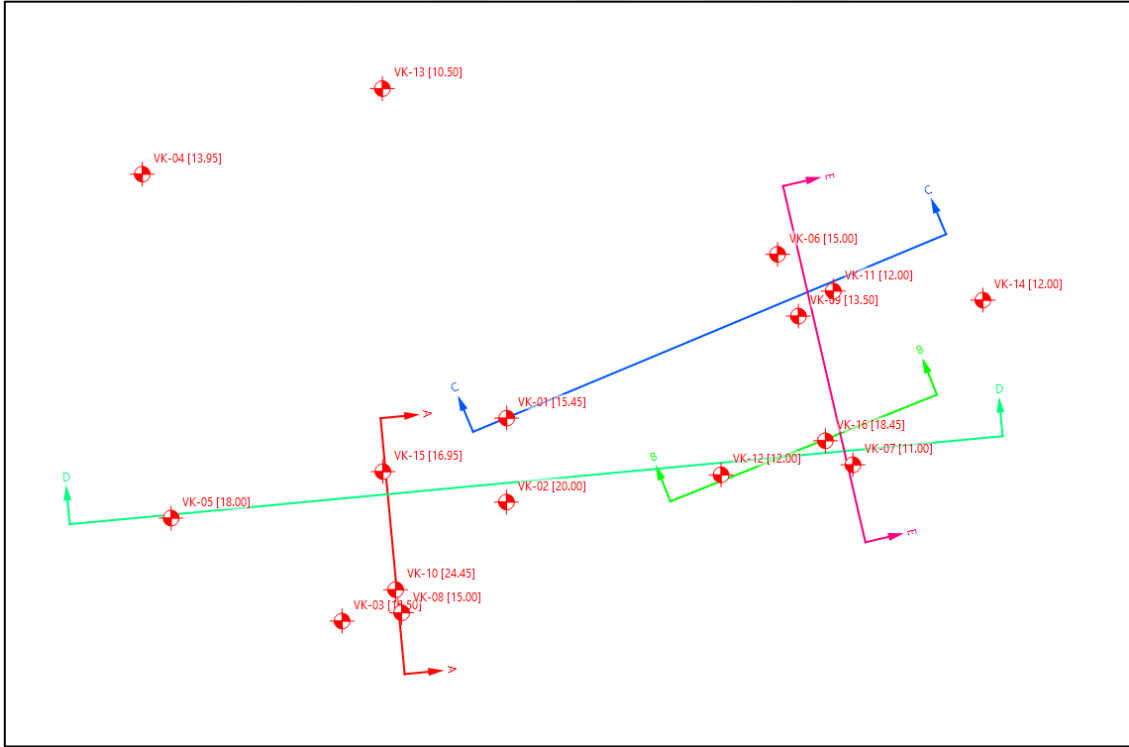 VK-13 [10.50]
VK-04 [13.95]
E
C
VK-06 [15.00]
VK-11 [12.00]
VK-14 [12.00]
VK-09 [13.50]
B
C
D
VK-01 [15.45]
A
VK-16 [18.45]
VK-15 [16.95]
B
VK-12 [12.00]
VK-07 [11.00]
D
VK-02 [20.00]
VK-05 [18.00]
E
VK-10 [24.45]
VK-08 [15.00]
VK-03
A